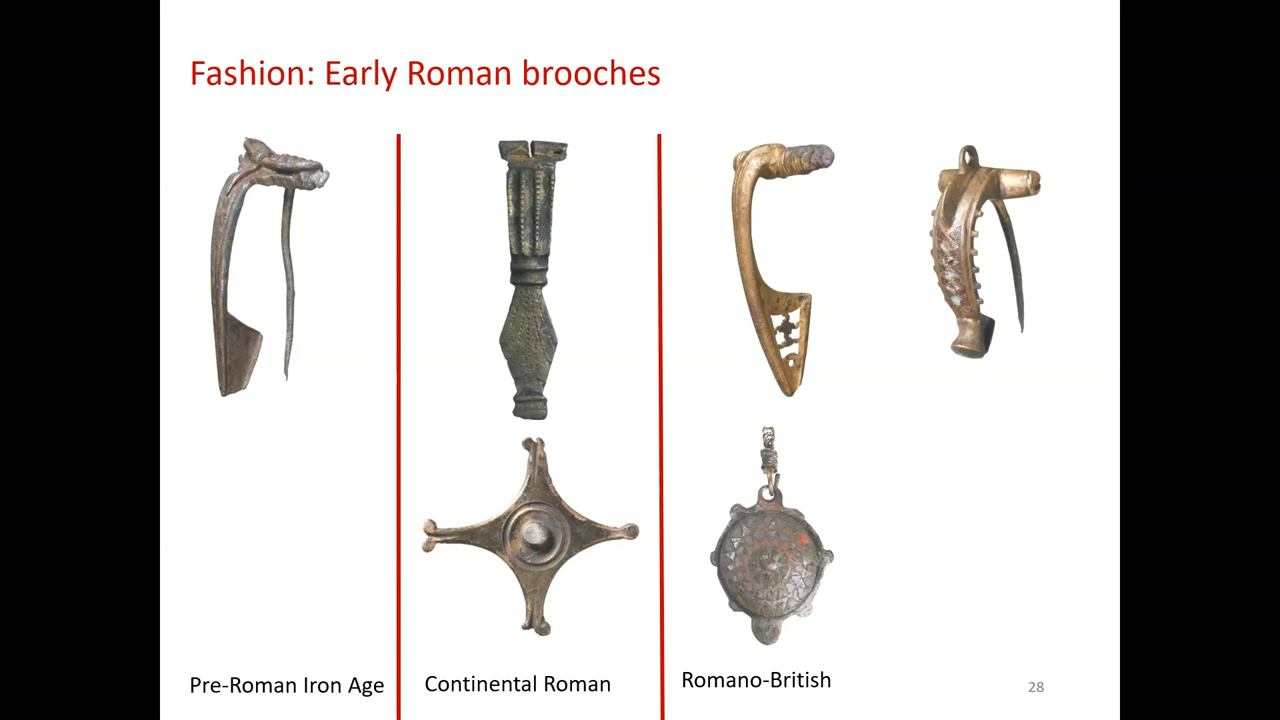 Fashion: Early Roman brooches
Pre-Roman Iron Age
Continental Roman
Romano-British
28